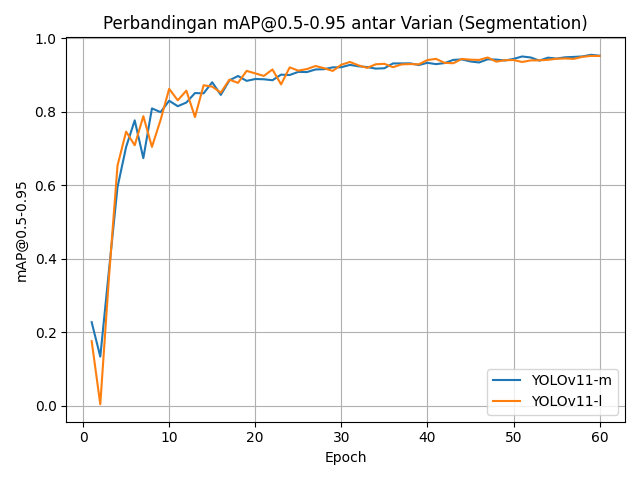 Perbandingan mAP@0.5-0.95 antar Varian (Segmentation)
mAP@0.5-0.95
1.0
0.8
0.6
0.4
0.2
0.0
0 10 20 30 40 50 60
Epoch
YOLOv11-m
YOLOv11-l